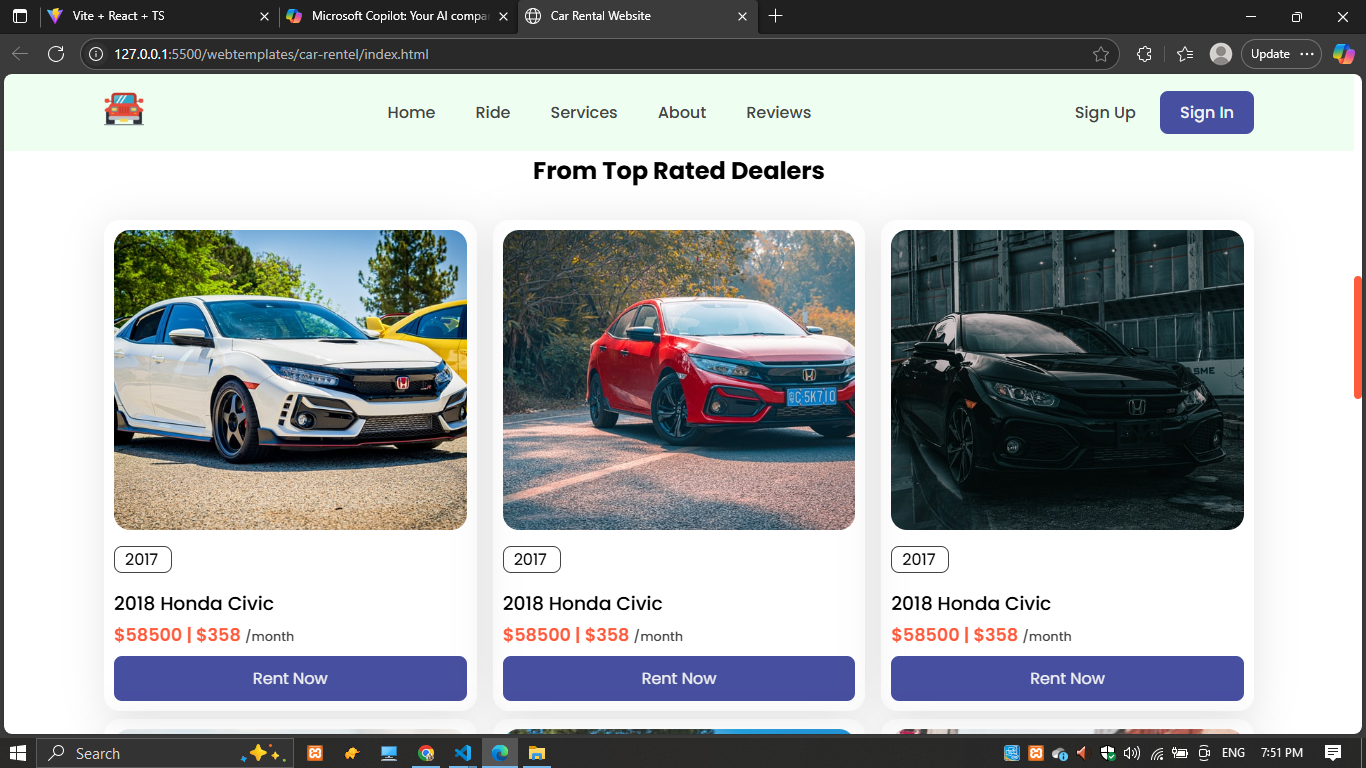 Vite + React + TS
Microsoft Copilot: Your AI compa
Car Rental Website
127.0.0.1:5500/webtemplates/car-rentel/index.html
Update
Home
Ride
Services
About
Reviews
Sign Up
Sign In
From Top Rated Dealers
SME
C·5K710
2017
2017
2017
2018 Honda Civic
2018 Honda Civic
2018 Honda Civic
$58500 | $358 /month
$58500 | $358 /month
$58500 | $358 /month
Rent Now
Rent Now
Rent Now
Search
ENG
7:51 PM